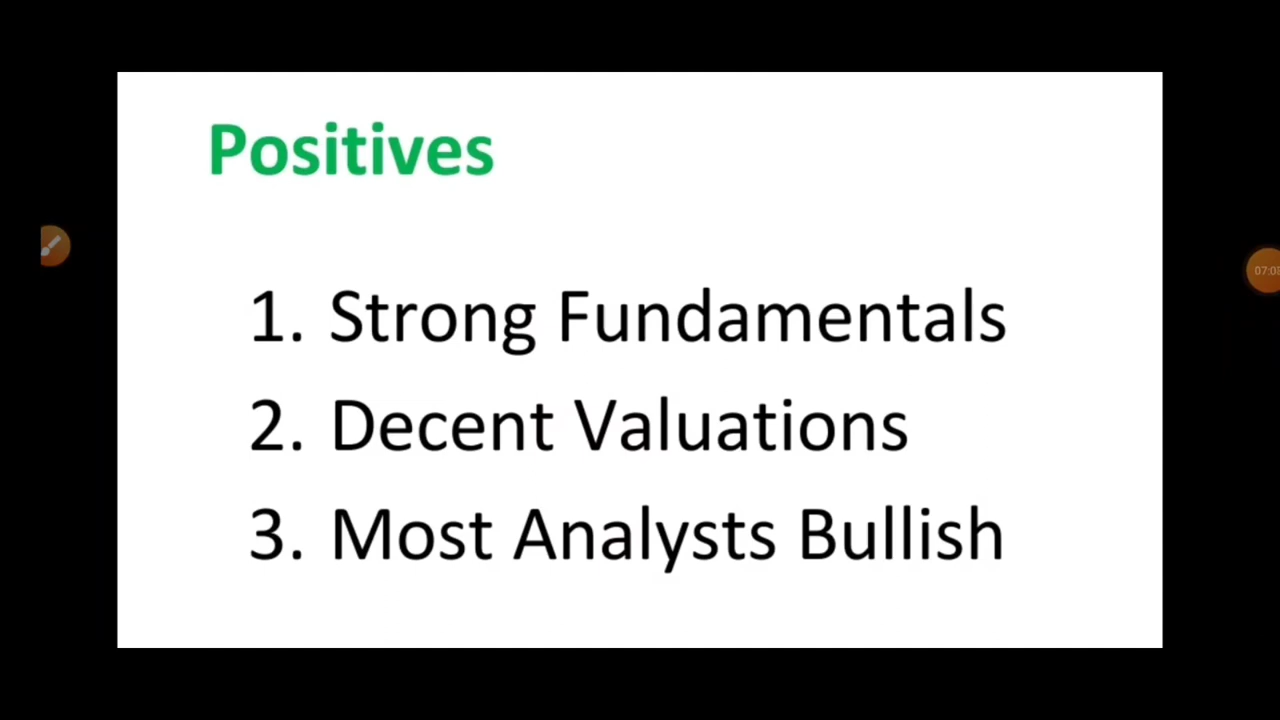 Positives
1. Strong Fundamentals
2. Decent Valuations
3. Most Analysts Bullish